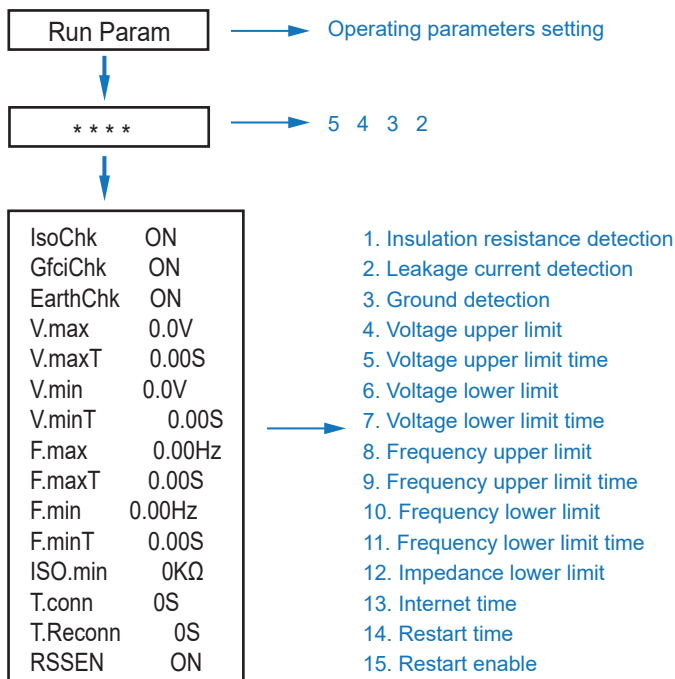 Run Param
Operating parameters setting
* * * *
5 4 3 2
IsoChk ON
GfciChk ON
EarthChk ON
V.max 0.0V
V.maxT 0.00S
V.min 0.0V
V.minT 0.00S
F.max 0.00Hz
F.maxT 0.00S
F.min 0.00Hz
F.minT 0.00S
ISO.min 0KΩ
T.conn 0S
T.Reconn 0S
RSSEN ON
1. Insulation resistance detection
2. Leakage current detection
3. Ground detection
4. Voltage upper limit
5. Voltage upper limit time
6. Voltage lower limit
7. Voltage lower limit time
8. Frequency upper limit
9. Frequency upper limit time
10. Frequency lower limit
11. Frequency lower limit time
12. Impedance lower limit
13. Internet time
14. Restart time
15. Restart enable